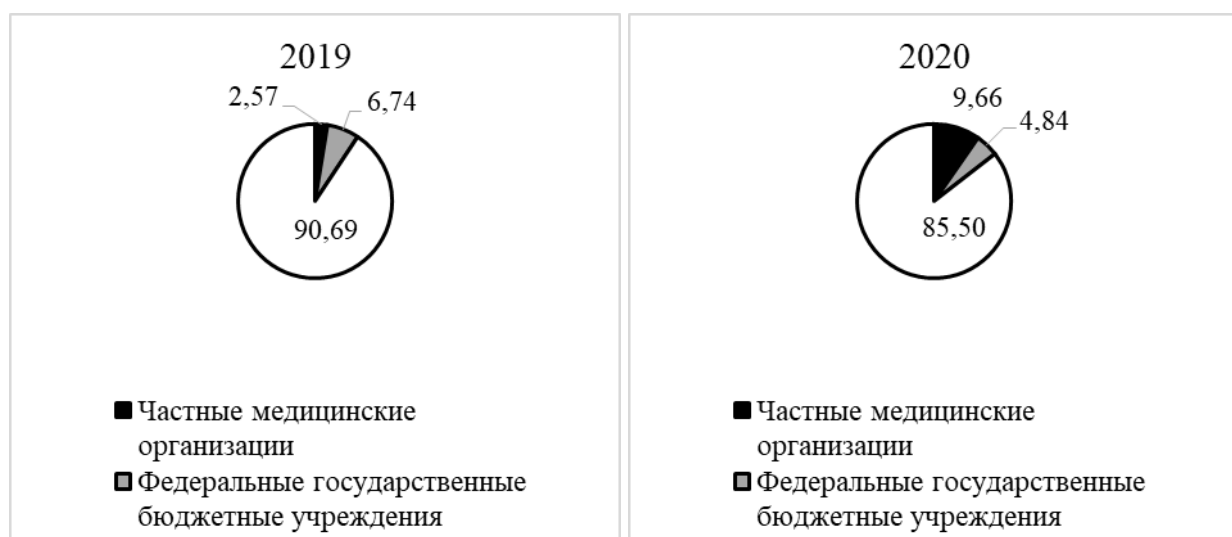 2019
2,57
6,74
90,69
Частные медицинские
организации
Федеральные государственные
бюджетные учреждения
2020
9,66
4,84
85,50
Частные медицинские
организации
Федеральные государственные
бюджетные учреждения